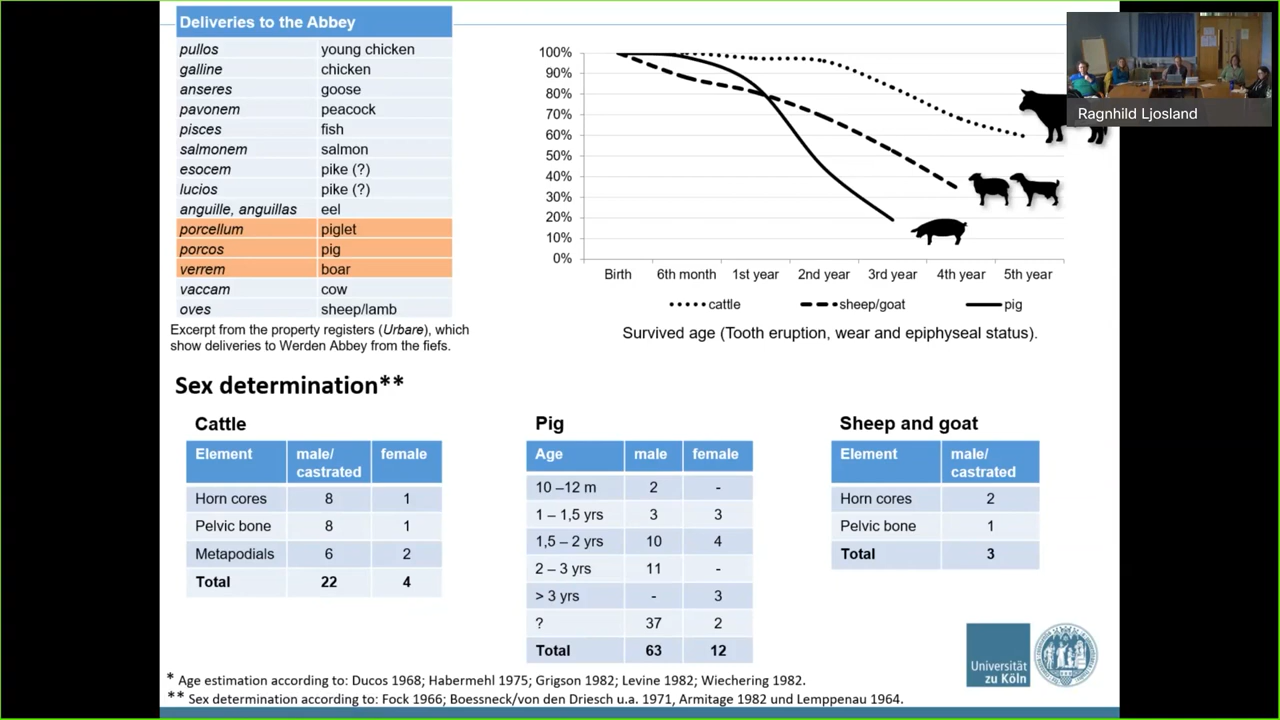 Deliveries to the Abbey
pullos young chicken
galline chicken
anseres goose
pavonem peacock
pisces fish
salmonem salmon
esocem pike (?)
lucios pike (?)
anguille, anguillas eel
porcellum piglet
porcos pig
verrem boar
vaccam cow
oves sheep/lamb
Excerpt from the property registers (Urbare), which
show deliveries to Werden Abbey from the fiefs.
100%
90%
80%
70%
60%
50%
40%
30%
20%
10%
0%
Birth 6th month 1st year 2nd year 3rd year 4th year 5th year
cattle sheep/goat pig
Survived age (Tooth eruption, wear and epiphyseal status).
Ragnhild Ljosland
Sex determination**
Cattle
Element male/ castrated female
Horn cores 8 1
Pelvic bone 8 1
Metapodials 6 2
Total 22 4
Pig
Age male female
10 –12 m 2 -
1 – 1,5 yrs 3 3
1,5 – 2 yrs 10 4
2 – 3 yrs 11 -
> 3 yrs - 3
? 37 2
Total 63 12
Sheep and goat
Element male/ castrated
Horn cores 2
Pelvic bone 1
Total 3
Universität
zu Köln
* Age estimation according to: Ducos 1968; Habermehl 1975; Grigson 1982; Levine 1982; Wiechering 1982.
** Sex determination according to: Fock 1966; Boessneck/von den Driesch u.a. 1971, Armitage 1982 und Lemppenau 1964.